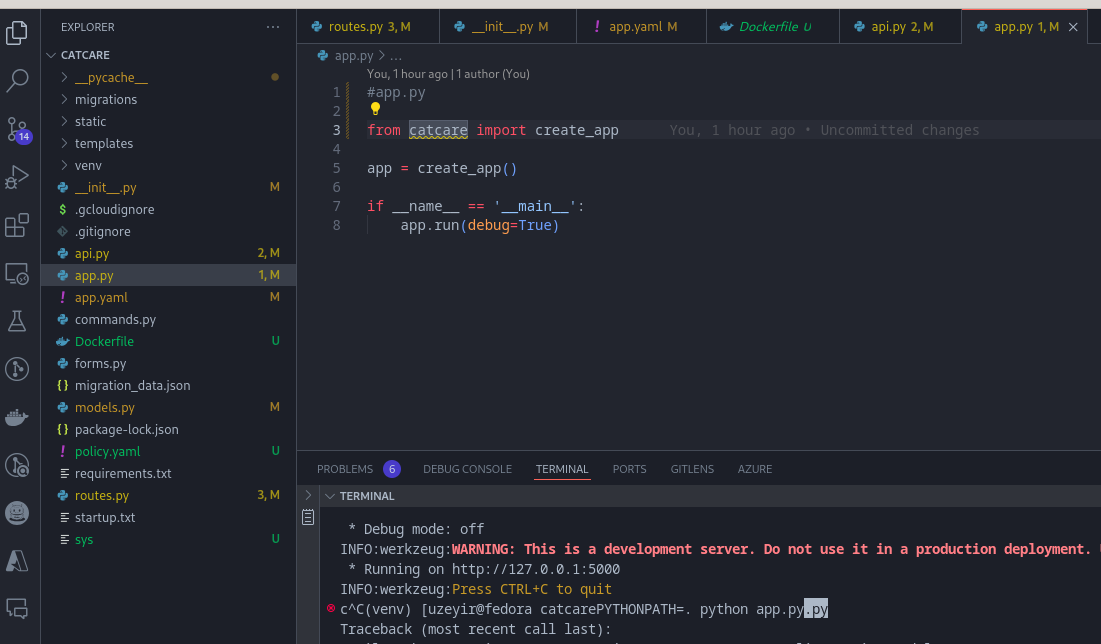 EXPLORER
CATCARE
__pycache__
migrations
static
templates
venv
__init__.py M
.gcloudignore
.gitignore
api.py 2, M
app.py 1, M
app.yaml M
commands.py
Dockerfile U
forms.py
migration_data.json
models.py M
package-lock.json
policy.yaml U
requirements.txt
routes.py 3, M
startup.txt
sys U
14
routes.py 3, M
__init__.py M
app.yaml M
Dockerfile U
api.py 2, M
app.py 1, M
app.py > ...
You, 1 hour ago | 1 author (You)
1 #app.py
2
3 from catcare import create_app You, 1 hour ago • Uncommitted changes
4
5 app = create_app()
6
7 if __name__ == '__main__':
8 app.run(debug=True)
PROBLEMS 6 DEBUG CONSOLE TERMINAL PORTS GITLENS AZURE
TERMINAL
* Debug mode: off
INFO:werkzeug:WARNING: This is a development server. Do not use it in a production deployment.
* Running on http://127.0.0.1:5000
INFO:werkzeug:Press CTRL+C to quit
c^C(venv) [uzeyir@fedora catcarePYTHONPATH=. python app.py.py
Traceback (most recent call last):